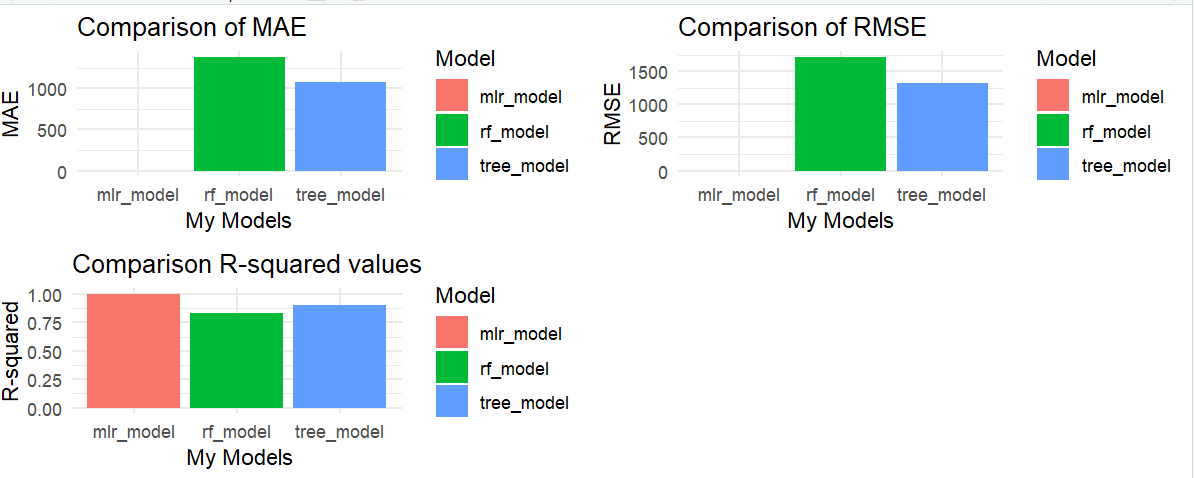 Comparison of MAE
MAE
1000
500
0
mlr_model rf_model tree_model
My Models
Model
mlr_model
rf_model
tree_model
Comparison of RMSE
RMSE
1500
1000
500
0
mlr_model rf_model tree_model
My Models
Model
mlr_model
rf_model
tree_model
Comparison R-squared values
R-squared
1.00
0.75
0.50
0.25
0.00
mlr_model rf_model tree_model
My Models
Model
mlr_model
rf_model
tree_model